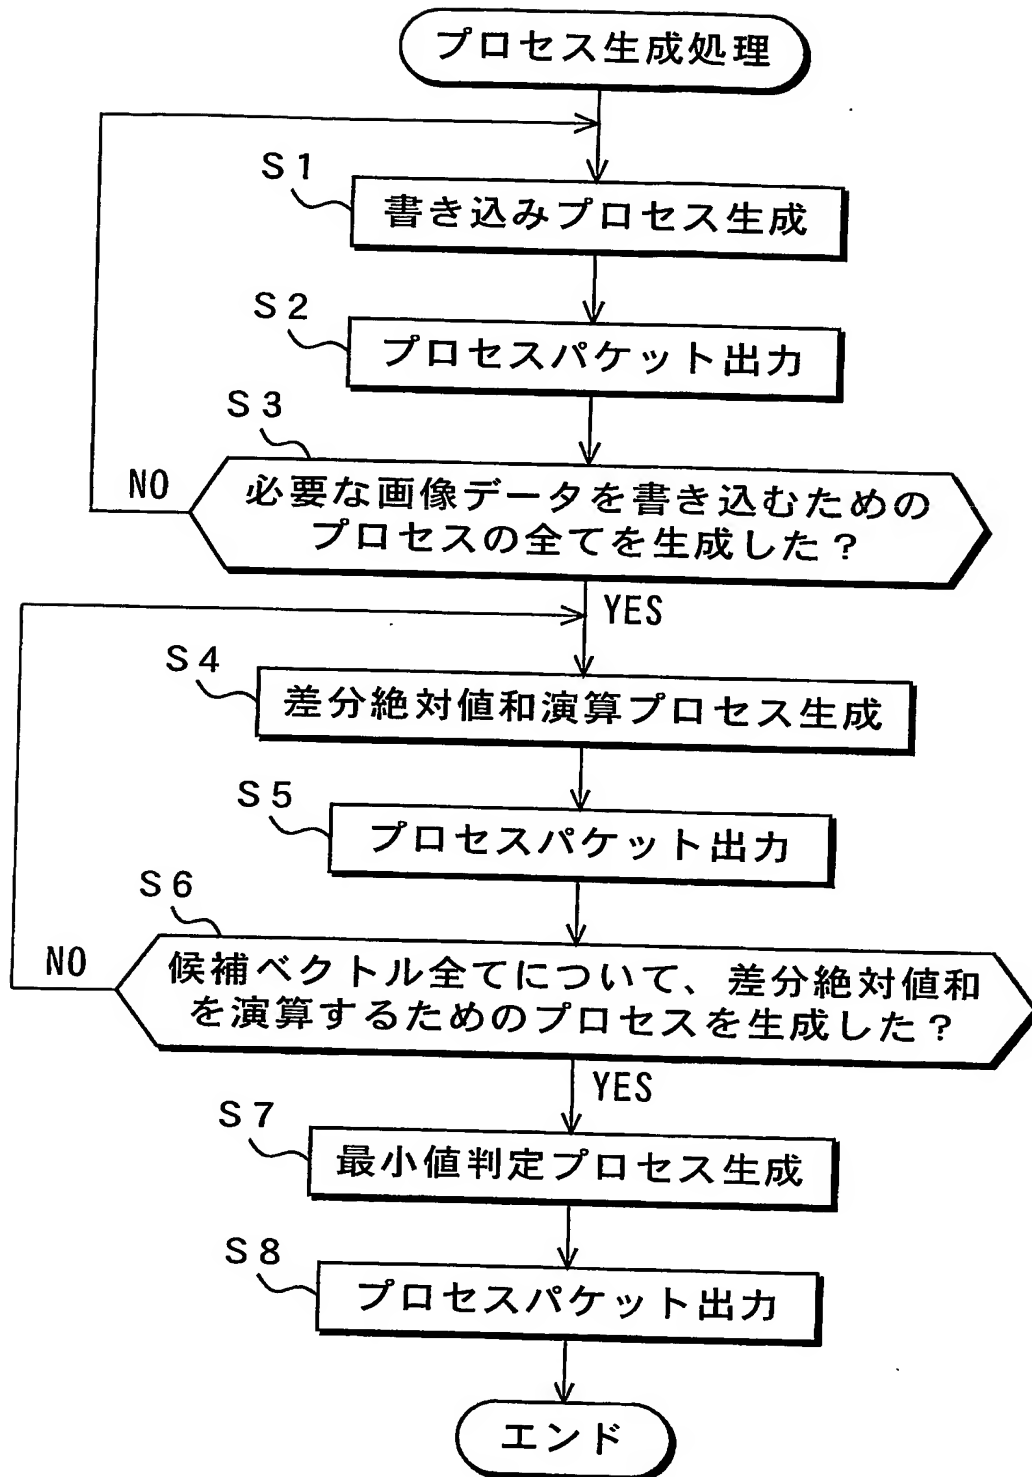 プロセス生成処理
S1
書き込みプロセス生成
S2
プロセスパケット出力
S3
NO
必要な画像データを書き込むための
プロセスの全てを生成した?
YES
S4
差分絶対値和演算プロセス生成
S5
プロセスパケット出力
S6
NO
候補ベクトル全てについて、差分絶対値和
を演算するためのプロセスを生成した?
YES
S7
最小値判定プロセス生成
S8
プロセスパケット出力
エンド